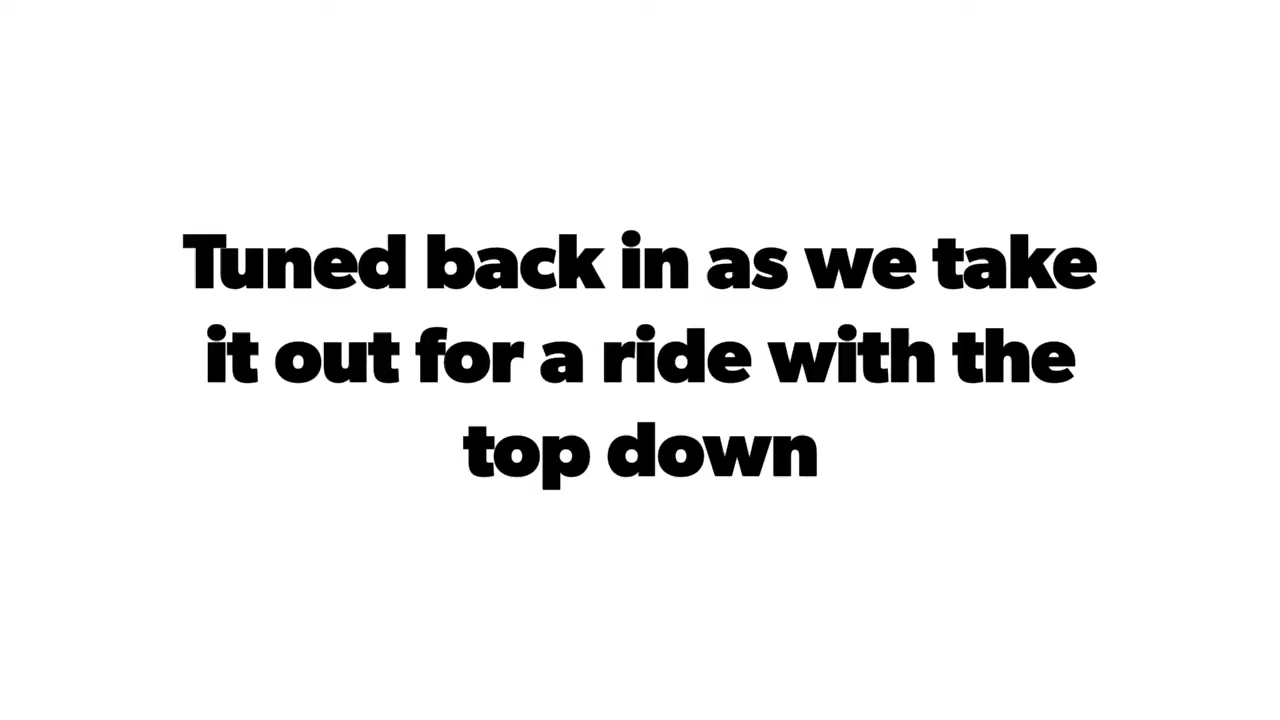 Tuned back in as we take
it out for a ride with the
top down